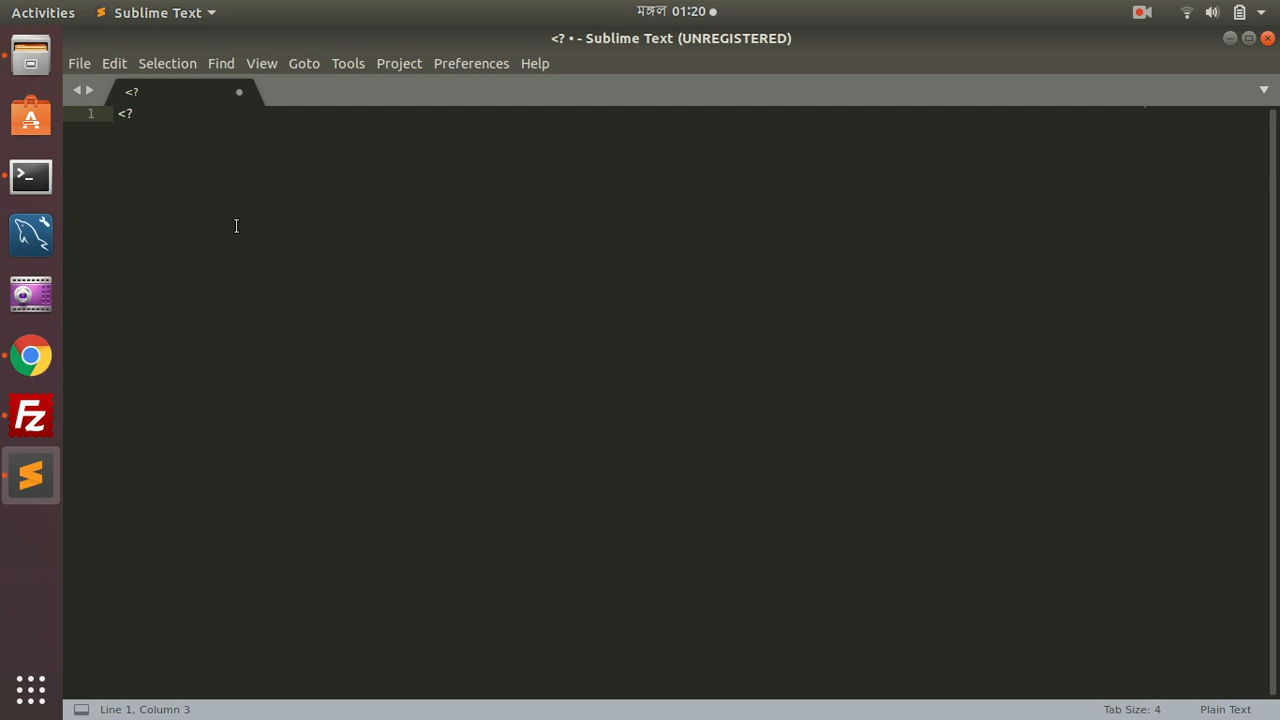 Activities Sublime Text মঙ্গল 01:20
<? • - Sublime Text (UNREGISTERED)
File Edit Selection Find View Goto Tools Project Preferences Help
<?
1 <?
Line 1, Column 3 Tab Size: 4 Plain Text